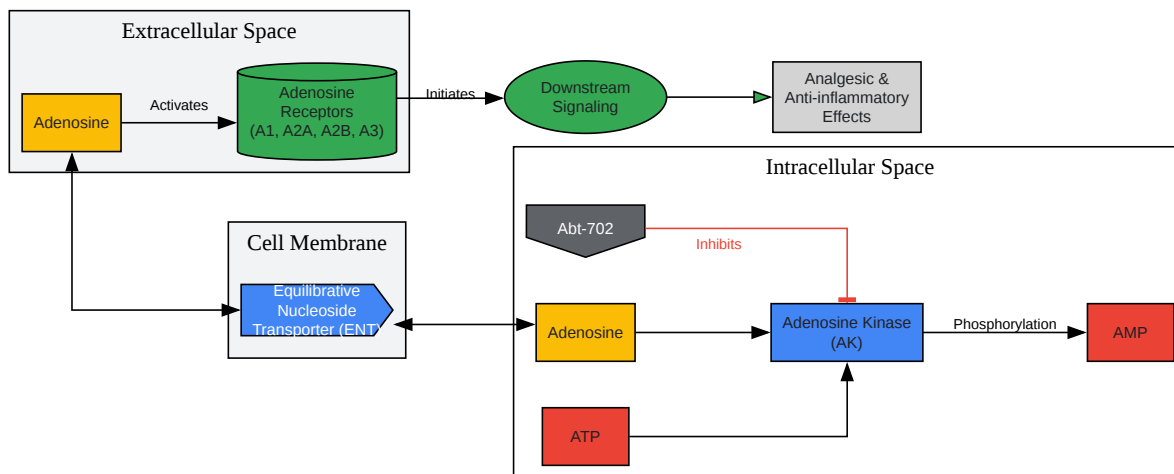 Extracellular Space
Adenosine
Activates
Adenosine
Receptors
(A1, A2A, A2B, A3)
Initiates
Downstream
Signaling
Analgesic &
Anti-inflammatory
Effects
Cell Membrane
Equilibrative
Nucleoside
Transporter (ENT)
Intracellular Space
Abt-702
Inhibits
Adenosine
Adenosine Kinase
(AK)
Phosphorylation
AMP
ATP